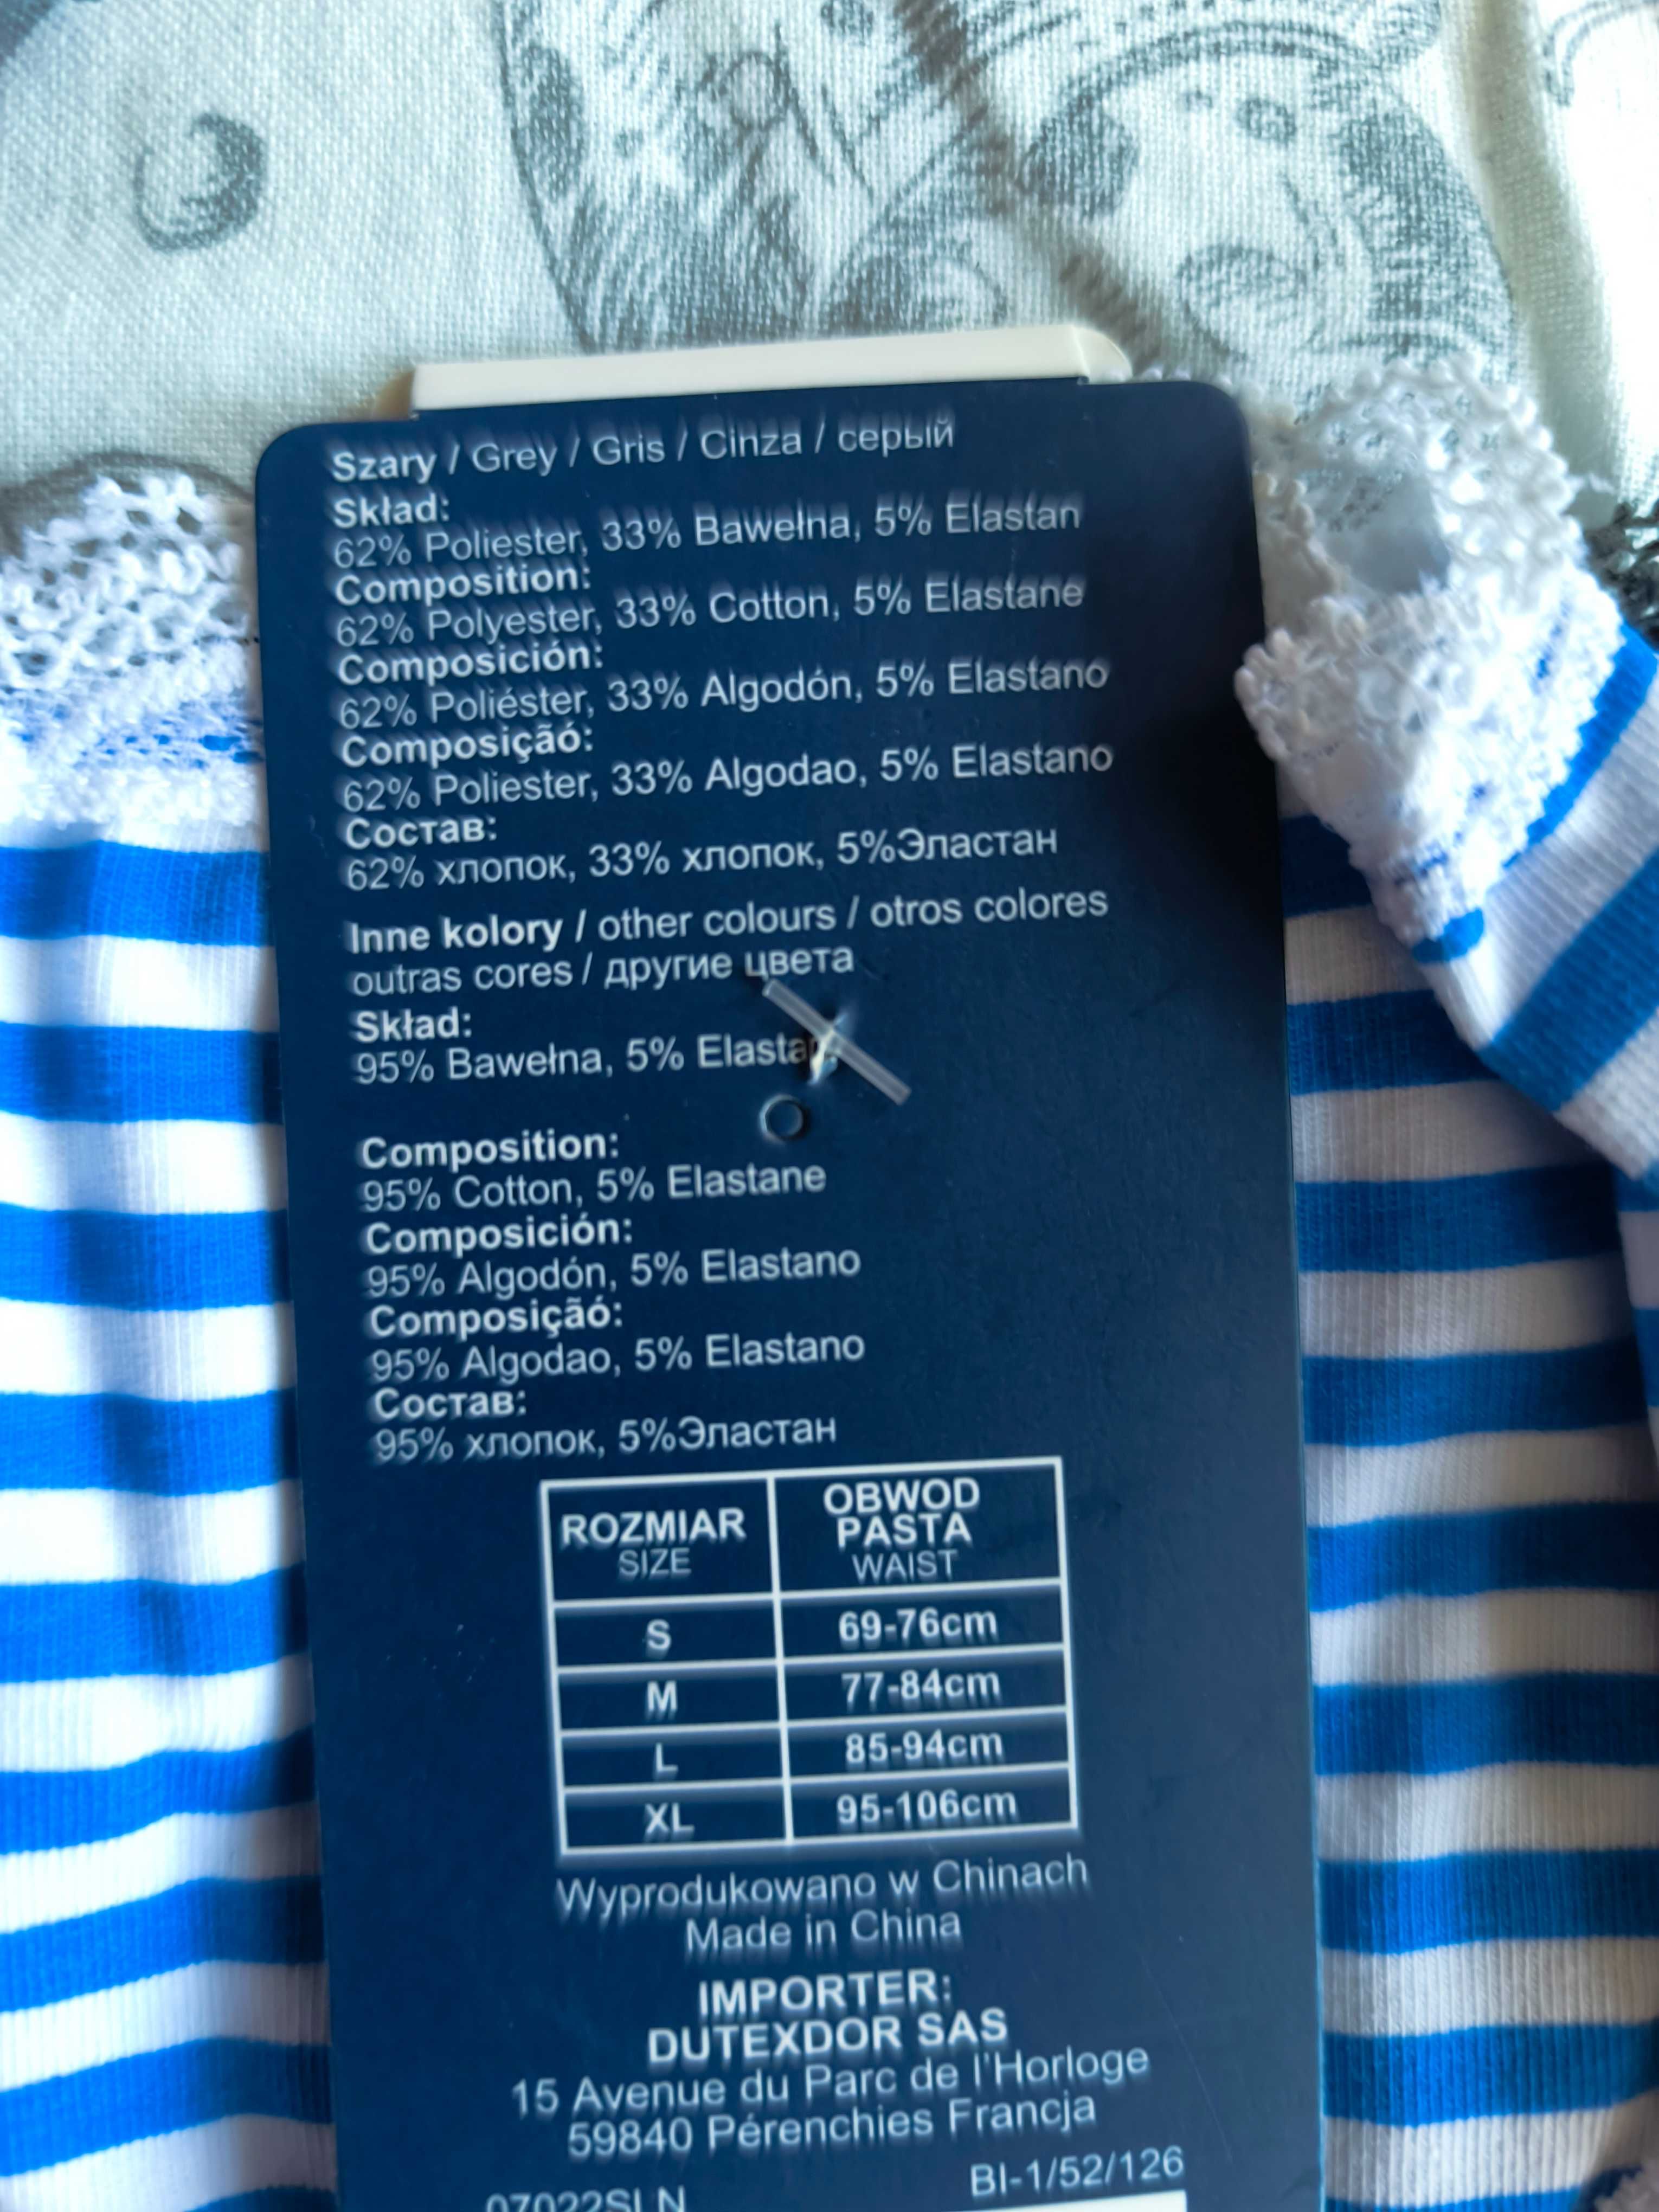 Szary / Grey / Gris / Cinza / серый
Skład:
62% Poliester, 33% Bawełna, 5% Elastan
Composition:
62% Polyester, 33% Cotton, 5% Elastane
Composición:
62% Poliéster, 33% Algodón, 5% Elastano
Composiçãó:
62% Poliester, 33% Algodao, 5% Elastano
Состав:
62% хлопок, 33% хлопок, 5%Эластан
Inne kolory / other colours / otros colores
outras cores / другие цвета
Skład:
95% Bawełna, 5%
Composition:
95% Cotton, 5% Elastane
Composición:
95% Algodón, 5% Elastano
Composiçãó:
95% Algodao, 5% Elastano
Состав:
95% хлопок, 5%Эластан
ROZMIAR SIZE
OBWOD PASTA WAIST
S 69-76cm
M 77-84cm
L 85-94cm
XL 95-106cm
Wyprodukowano w Chinach
Made in China
IMPORTER:
DUTEXDOR SAS
15 Avenue du Parc de l'Horloge
59840 Pérenchies Francja
BI-1/52/126
07022SLN